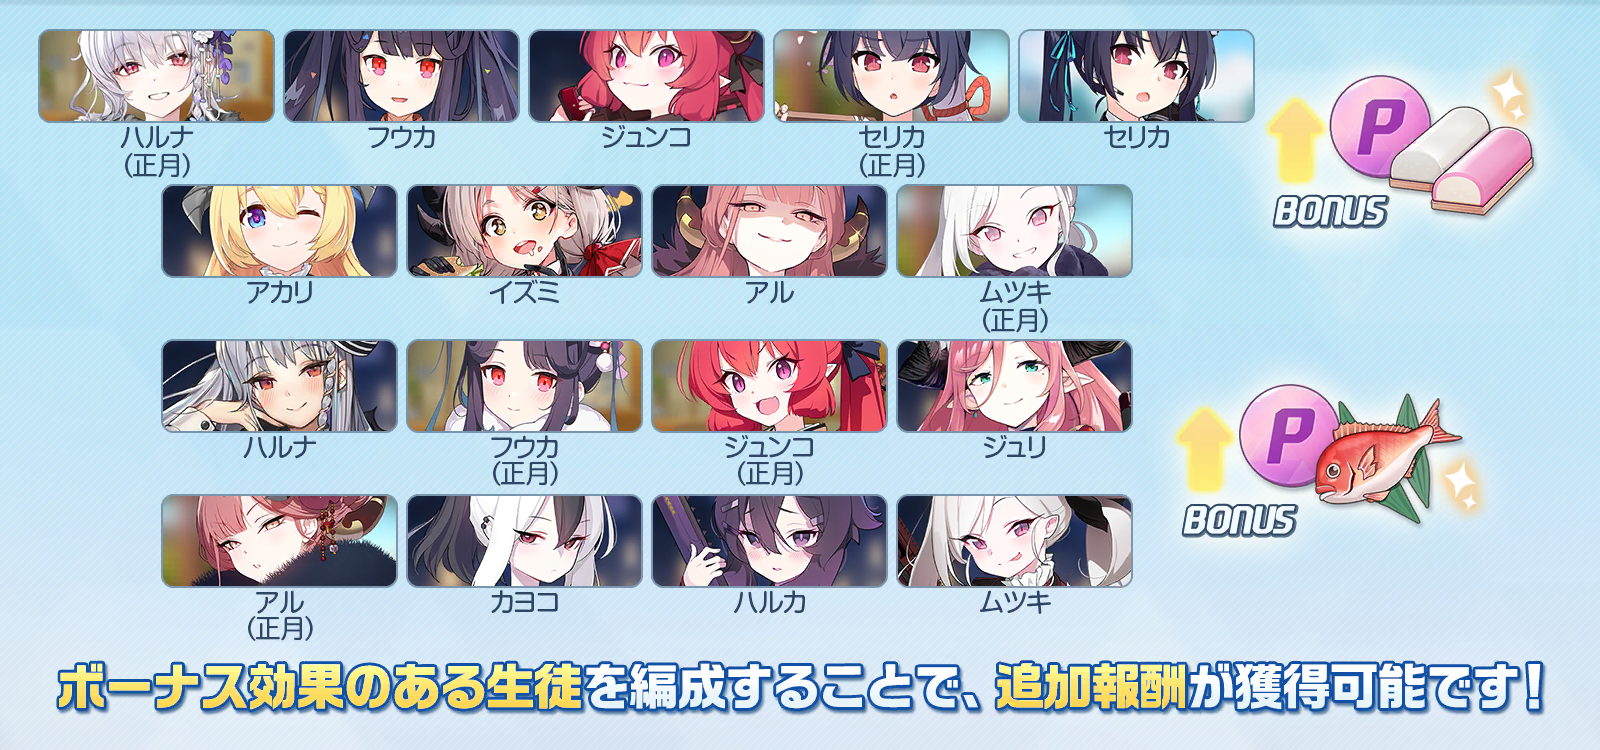 ハルナ
(正月)
フウカ
ジュンコ
セリカ
(正月)
セリカ
P
BONUS
アカリ
イズミ
アル
ムツキ
(正月)
ハルナ
フウカ
(正月)
ジュンコ
(正月)
ジュリ
P
BONUS
アル
(正月)
カヨコ
ハルカ
ムツキ
ボーナス効果のある生徒を編成することで、追加報酬が獲得可能です!